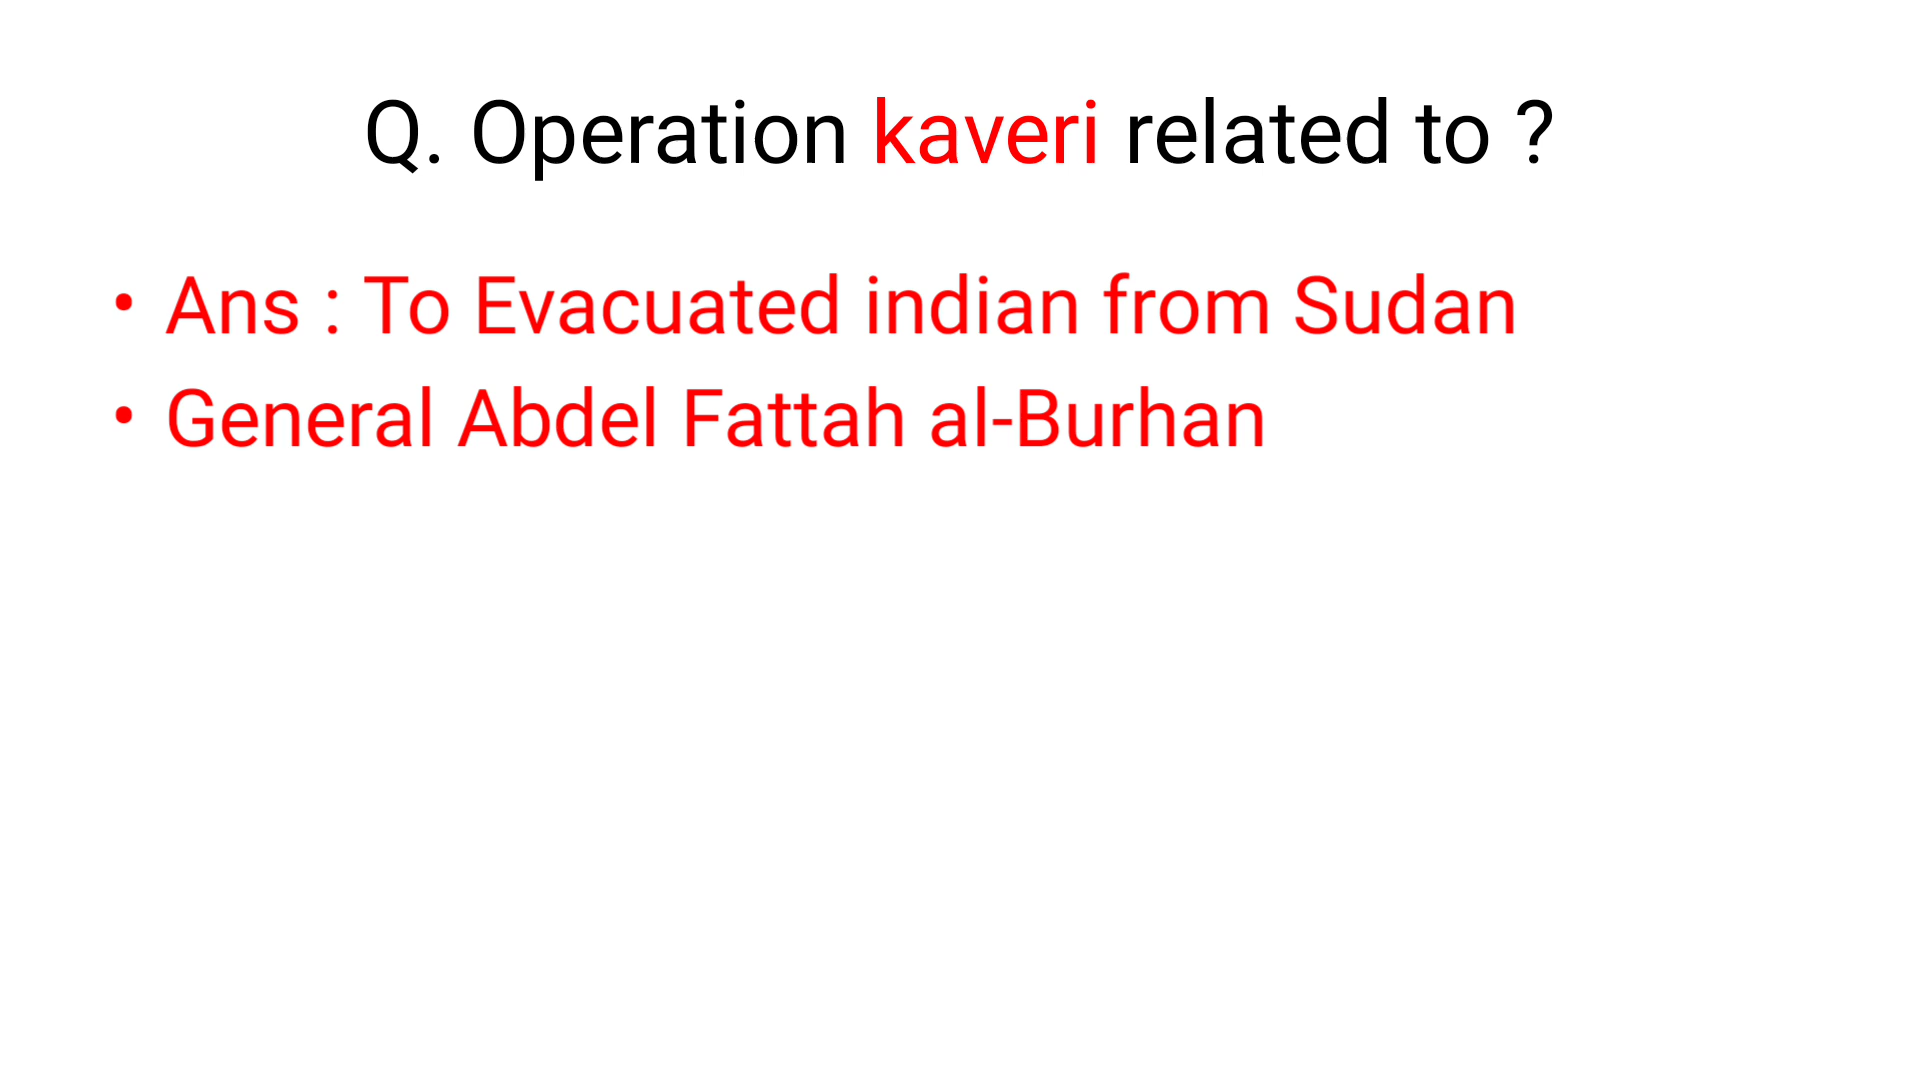 Q. Operation kaveri related to ?
• Ans : To Evacuated indian from Sudan
• General Abdel Fattah al-Burhan